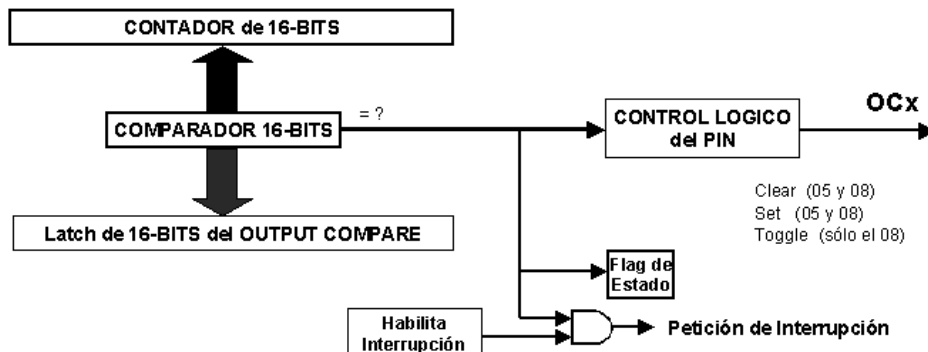 CONTADOR de 16-BITS
= ?
COMPARADOR 16-BITS
CONTROL LOGICO
del PIN
OCx
Clear (05 y 08)
Set (05 y 08)
Toggle (sólo el 08)
Latch de 16-BITS del OUTPUT COMPARE
Flag de
Estado
Habilita
Interrupción
Petición de Interrupción